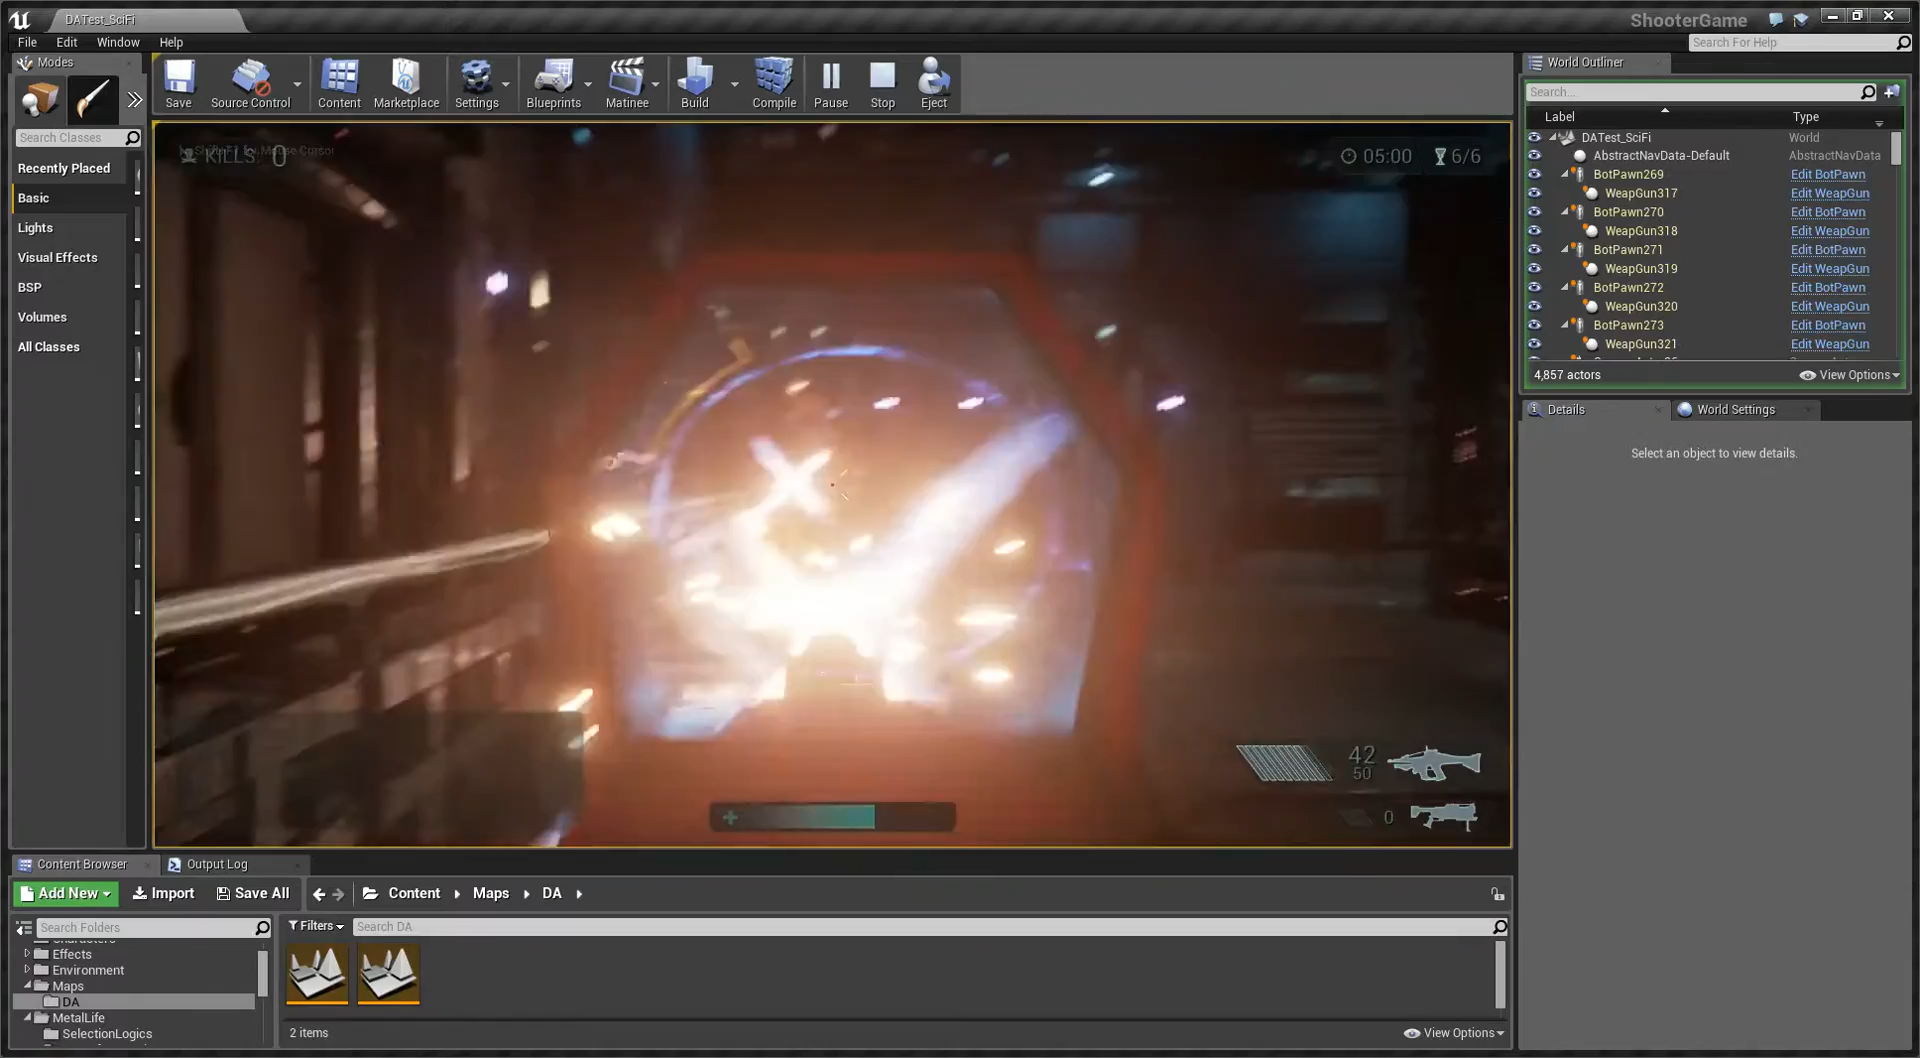 DATest_SciFi
ShooterGame
File Edit Window Help
Search For Help
Modes
Search Classes
Recently Placed
Basic
Lights
Visual Effects
BSP
Volumes
All Classes
Save Source Control Content Marketplace Settings Blueprints Matinee Build Compile Pause Stop Eject
KILLS: 0
for Mouse Cursor
05:00 6/6
42
50
0
World Outliner
Search...
Label Type
DATest_SciFi World
AbstractNavData-Default AbstractNavData
BotPawn269 Edit BotPawn
WeapGun317 Edit WeapGun
BotPawn270 Edit BotPawn
WeapGun318 Edit WeapGun
BotPawn271 Edit BotPawn
WeapGun319 Edit WeapGun
BotPawn272 Edit BotPawn
WeapGun320 Edit WeapGun
BotPawn273 Edit BotPawn
WeapGun321 Edit WeapGun
4,857 actors View Options
Details World Settings
Select an object to view details.
Content Browser Output Log
Add New Import Save All Content Maps DA
Search Folders
Filters Search DA
Characters
Effects
Environment
Maps
DA
MetalLife
SelectionLogics
2 items View Options